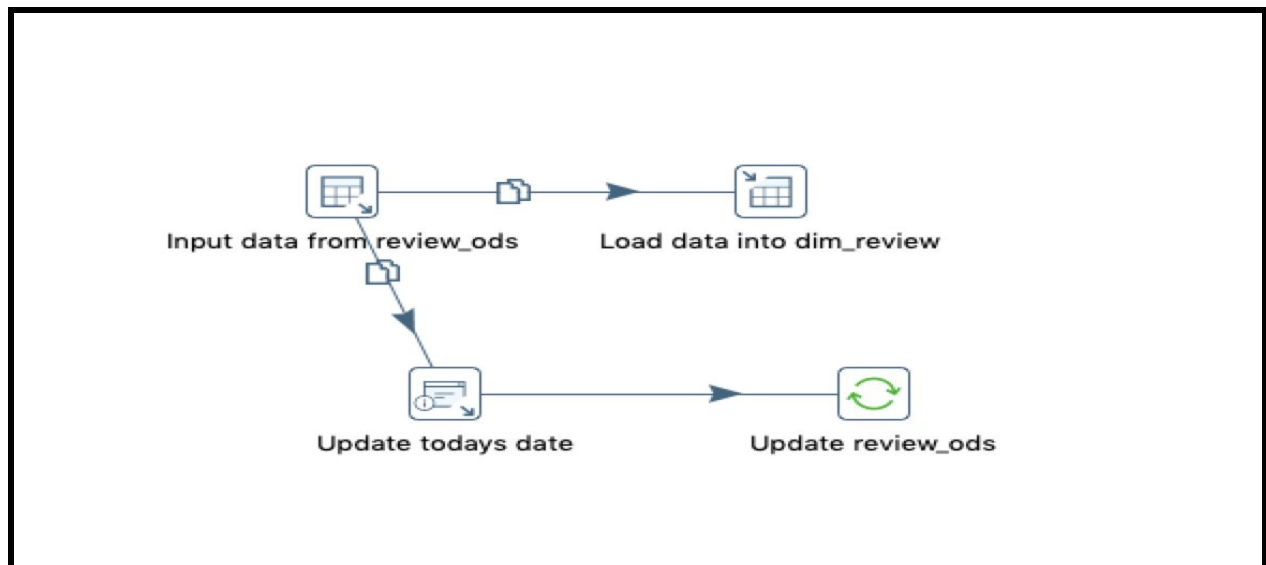 Input data from review_ods
Load data into dim_review
Update todays date
Update review_ods